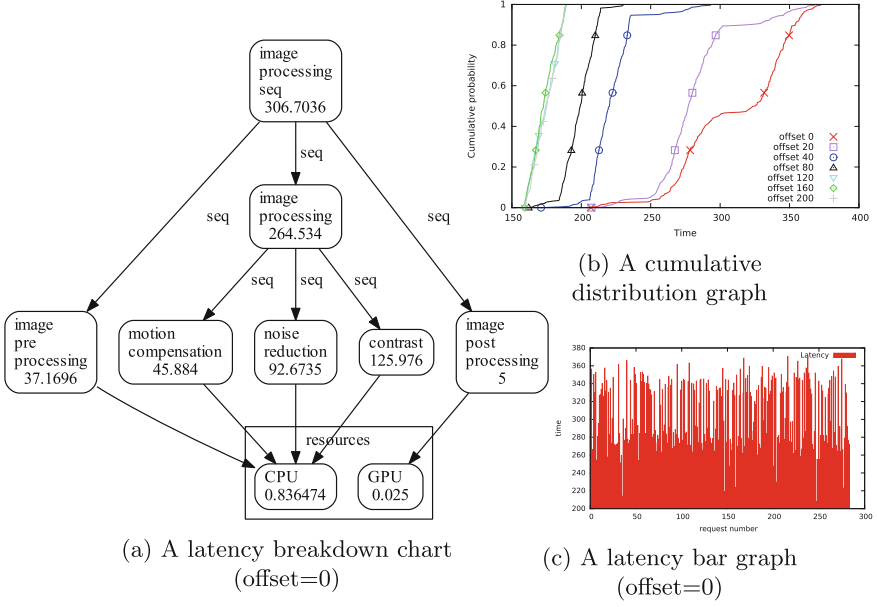 image
processing
seq
306.7036
seq
seq
seq
image
processing
264.534
seq
seq
seq
image
pre
processing
37.1696
motion
compensation
45.884
noise
reduction
92.6735
contrast
125.976
image
post
processing
5
resources
CPU
0.836474
GPU
0.025
(a) A latency breakdown chart
(offset=0)
Cumulative probability
1
0.8
0.6
0.4
0.2
0
offset 0
offset 20
offset 40
offset 80
offset 120
offset 160
offset 200
150 200 250 300 350 400
Time
(b) A cumulative
distribution graph
Latency
time
380
360
340
320
300
280
260
240
220
200
0 50 100 150 200 250 300
request number
(c) A latency bar graph
(offset=0)